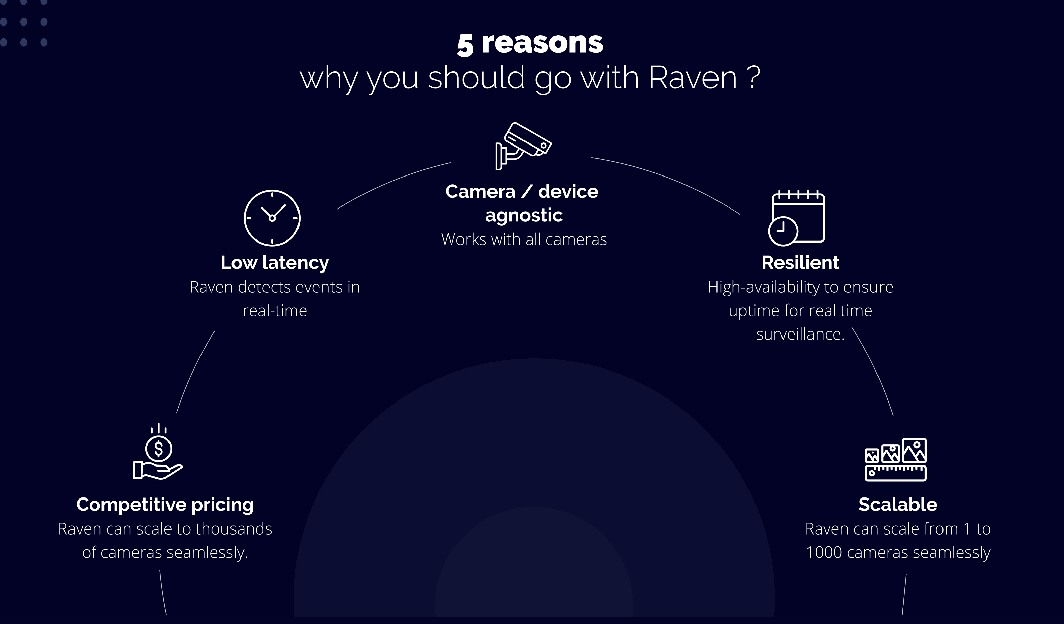 5 reasons
why you should go with Raven ?
Camera / device
agnostic
Works with all cameras
Low latency
Raven detects events in
real-time
Resilient
High-availability to ensure
uptime for real time
surveillance.
Competitive pricing
Raven can scale to thousands
of cameras seamlessly.
Scalable
Raven can scale from 1 to
1000 cameras seamlessly